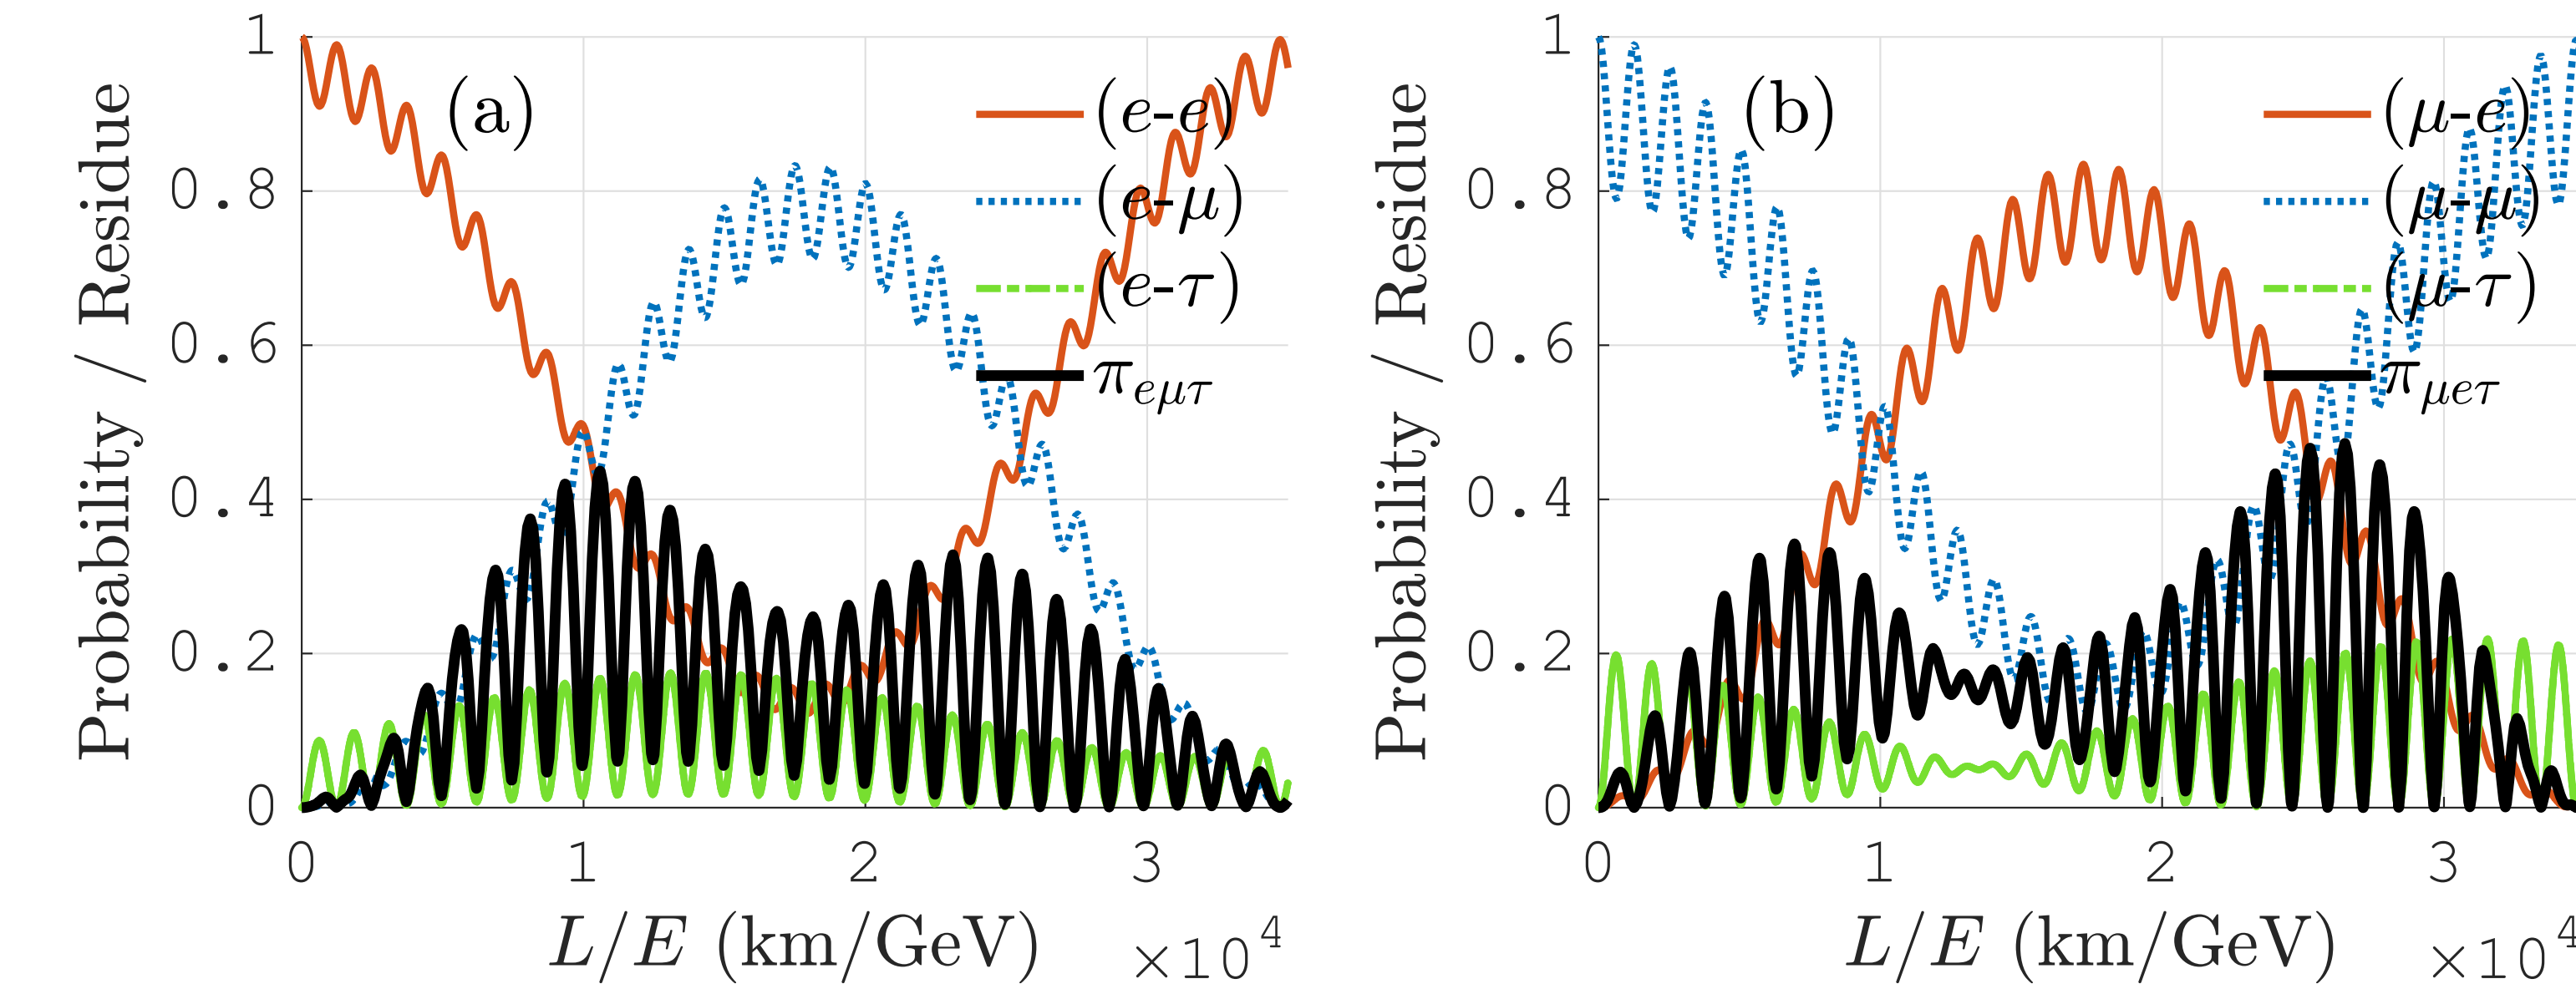 Probability / Residue
1
0.8
0.6
0.4
0.2
0
(a)
(e-e)
(e-μ)
(e-τ)
π_{eμτ}
0 1 2 3
L/E (km/GeV)
×10^4
Probability / Residue
1
0.8
0.6
0.4
0.2
0
(b)
(μ-e)
(μ-μ)
(μ-τ)
π_{μeτ}
0 1 2 3
L/E (km/GeV)
×10^4